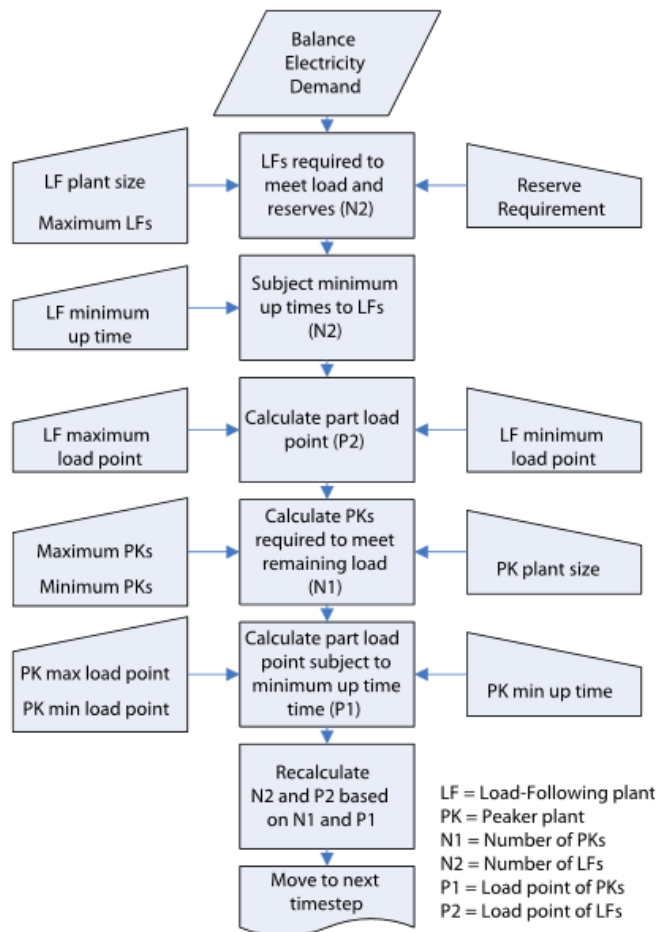 Balance
Electricity
Demand
LF plant size
Maximum LFs
LFs required to
meet load and
reserves (N2)
Reserve
Requirement
LF minimum
up time
Subject minimum
up times to LFs
(N2)
LF maximum
load point
Calculate part load
point (P2)
LF minimum
load point
Maximum PKs
Minimum PKs
Calculate PKs
required to meet
remaining load
(N1)
PK plant size
PK max load point
PK min load point
Calculate part load
point subject to
minimum up time
time (P1)
PK min up time
Recalculate
N2 and P2 based
on N1 and P1
Move to next
timestep
LF = Load-Following plant
PK = Peaker plant
N1 = Number of PKs
N2 = Number of LFs
P1 = Load point of PKs
P2 = Load point of LFs